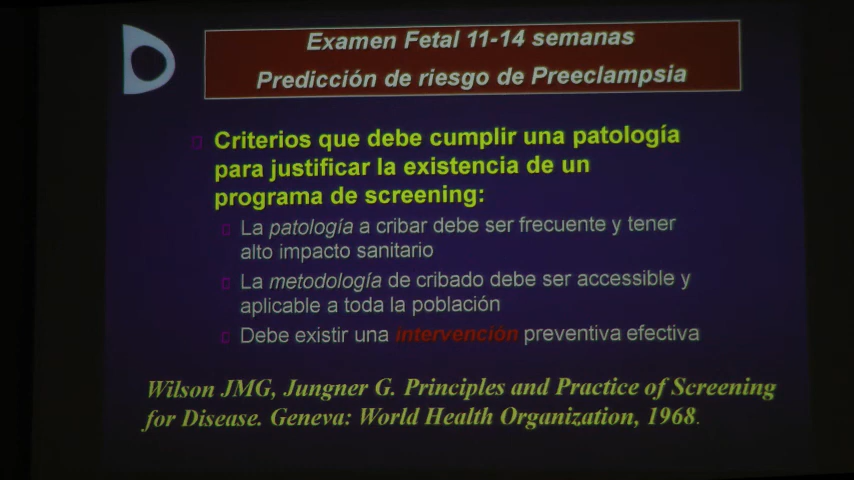 Examen Fetal 11-14 semanas
Predicción de riesgo de Preeclampsia
Criterios que debe cumplir una patología
para justificar la existencia de un
programa de screening:
La patología a cribar debe ser frecuente y tener
alto impacto sanitario
La metodología de cribado debe ser accessible y
aplicable a toda la población
Debe existir una intervención preventiva efectiva
Wilson JMG, Jungner G. Principles and Practice of Screening
for Disease. Geneva: World Health Organization, 1968.